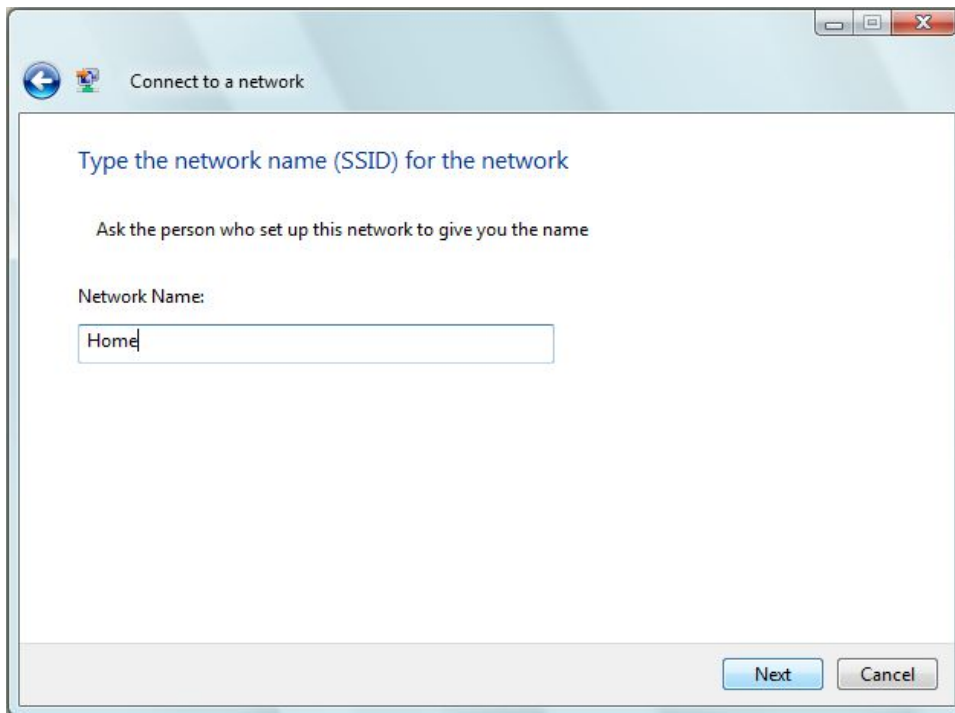 Connect to a network
Type the network name (SSID) for the network
Ask the person who set up this network to give you the name
Network Name:
Home
Next
Cancel